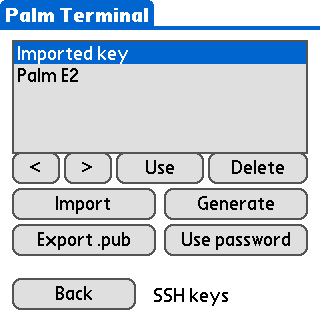 Palm Terminal
Imported key
Palm E2
< > Use Delete
Import Generate
Export .pub Use password
Back SSH keys